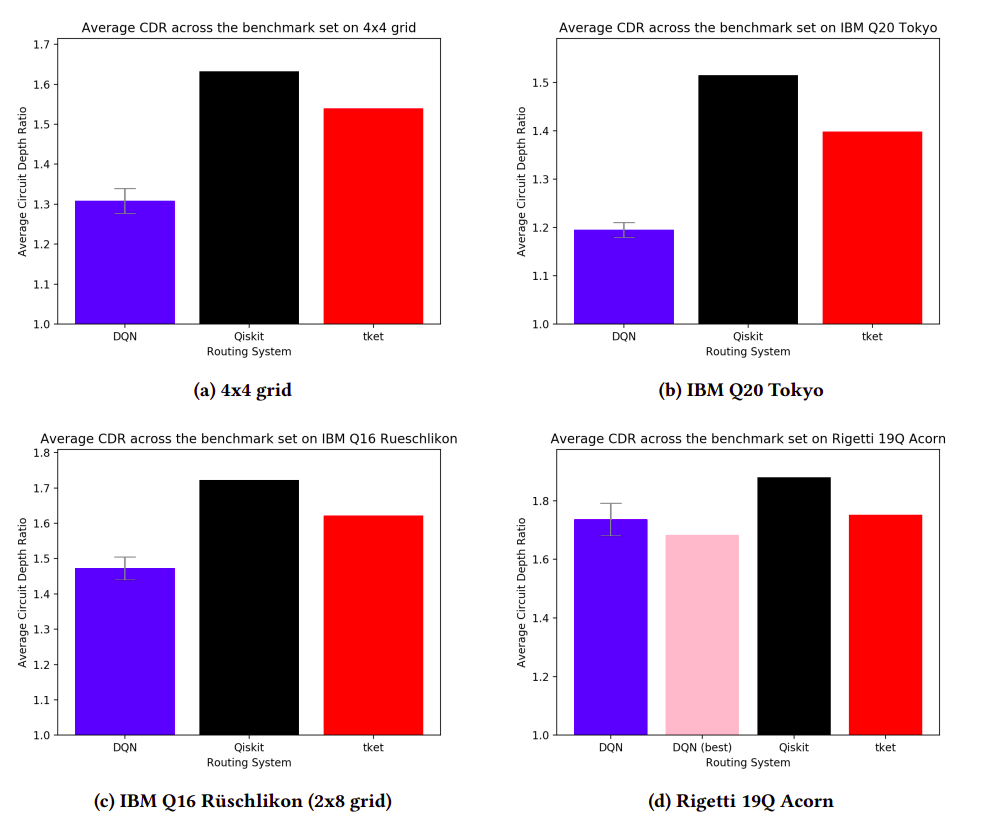 Average CDR across the benchmark set on 4x4 grid
1.7
1.6
1.5
1.4
1.3
1.2
1.1
1.0
Average Circuit Depth Ratio
DQN Qiskit tket
Routing System
(a) 4x4 grid
Average CDR across the benchmark set on IBM Q20 Tokyo
1.5
1.4
1.3
1.2
1.1
1.0
Average Circuit Depth Ratio
DQN Qiskit tket
Routing System
(b) IBM Q20 Tokyo
Average CDR across the benchmark set on IBM Q16 Rueschlikon
1.8
1.7
1.6
1.5
1.4
1.3
1.2
1.1
1.0
Average Circuit Depth Ratio
DQN Qiskit tket
Routing System
(c) IBM Q16 Rüschlikon (2x8 grid)
Average CDR across the benchmark set on Rigetti 19Q Acorn
1.8
1.6
1.4
1.2
1.0
Average Circuit Depth Ratio
DQN DQN (best) Qiskit tket
Routing System
(d) Rigetti 19Q Acorn